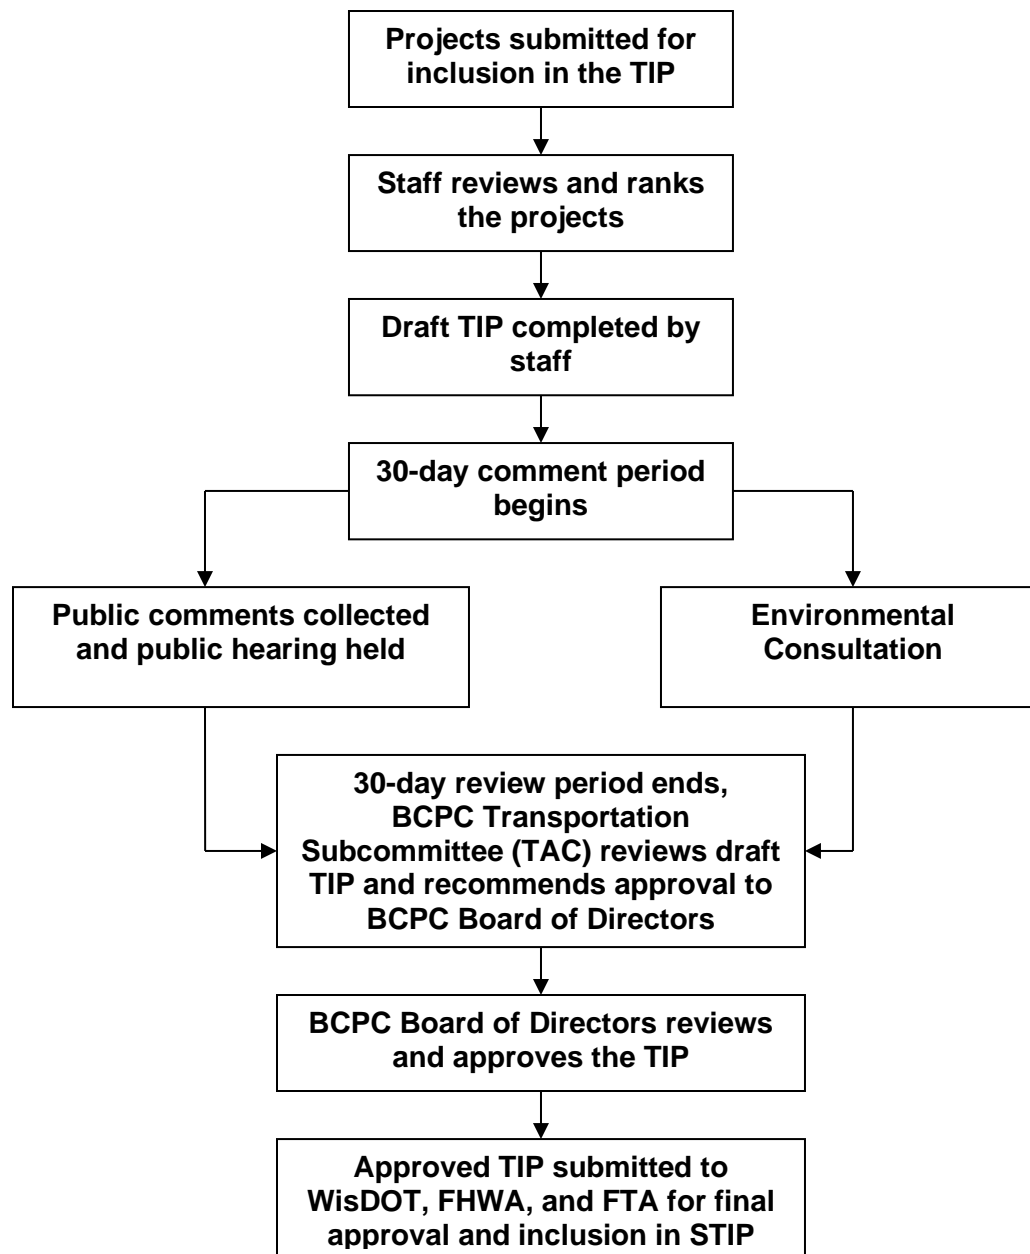 Projects submitted for
inclusion in the TIP
Staff reviews and ranks
the projects
Draft TIP completed by
staff
30-day comment period
begins
Public comments collected
and public hearing held
Environmental
Consultation
30-day review period ends,
BCPC Transportation
Subcommittee (TAC) reviews draft
TIP and recommends approval to
BCPC Board of Directors
BCPC Board of Directors reviews
and approves the TIP
Approved TIP submitted to
WisDOT, FHWA, and FTA for final
approval and inclusion in STIP